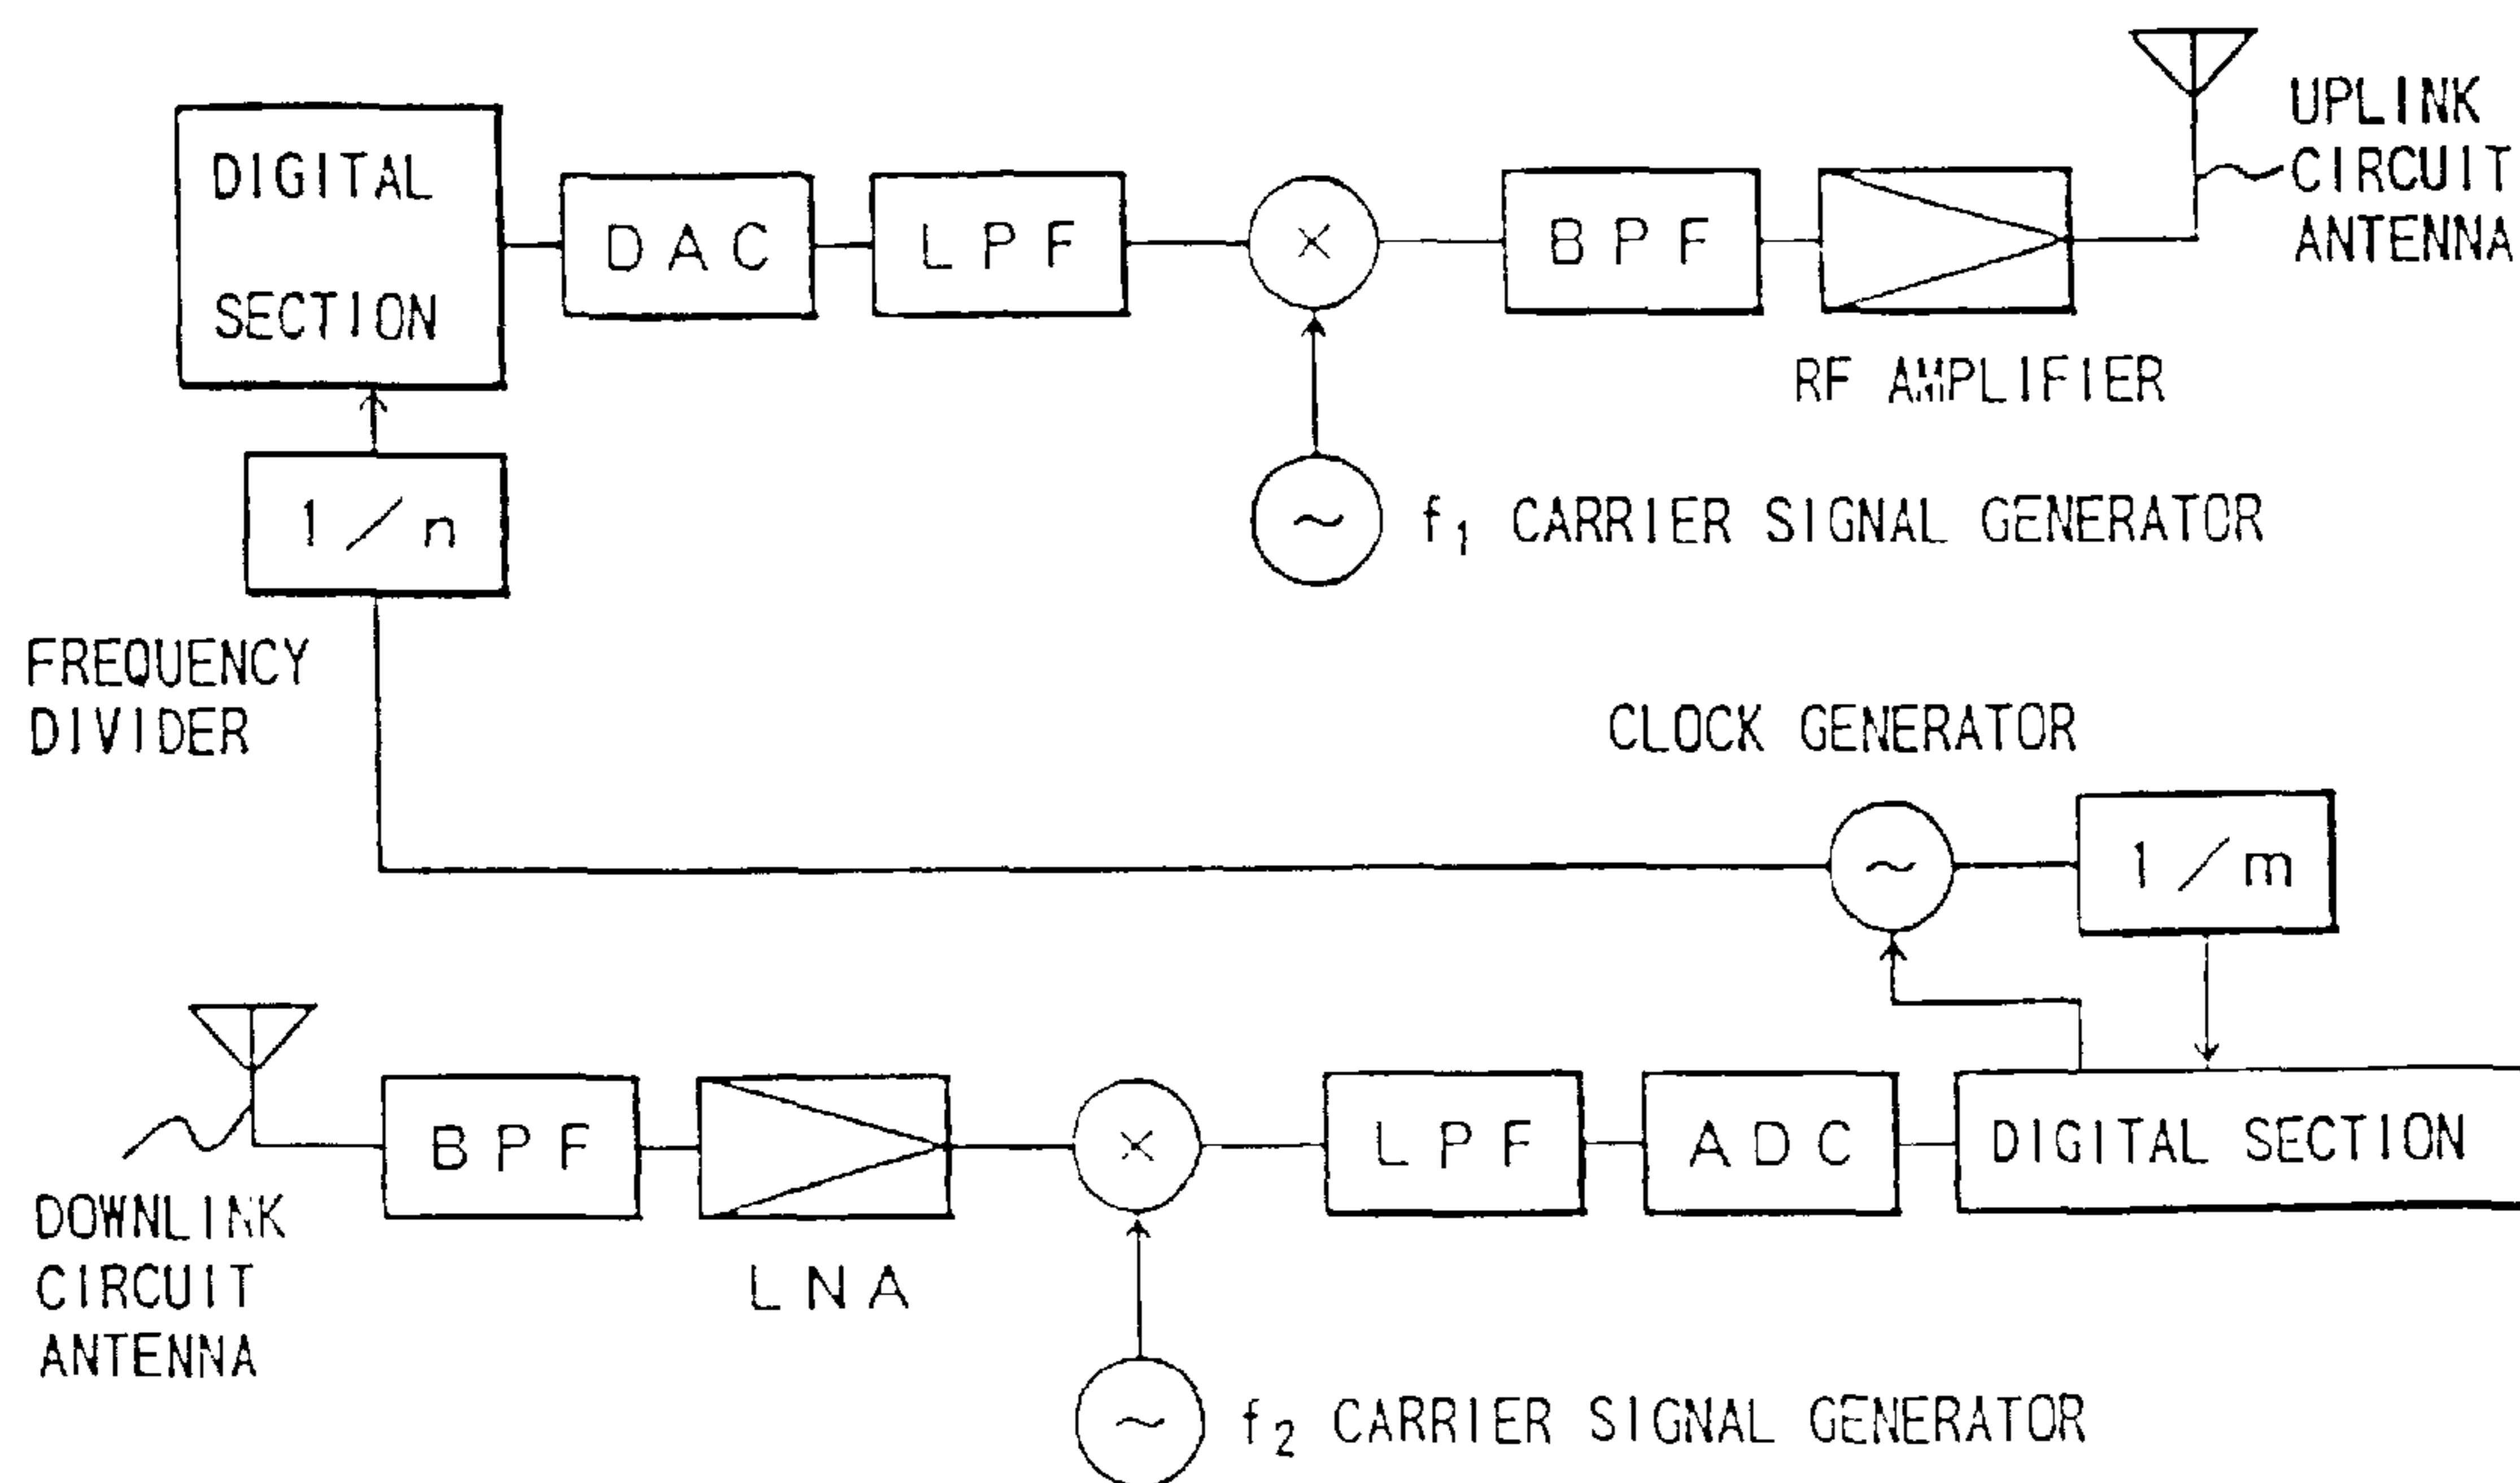 UPLINK
CIRCUIT
ANTENNA
DIGITAL
SECTION
DAC
LPF
×
BPF
RF AMPLIFIER
1/n
~
f₁ CARRIER SIGNAL GENERATOR
FREQUENCY
DIVIDER
CLOCK GENERATOR
~
1/m
BPF
×
LPF
ADC
DIGITAL SECTION
DOWNLINK
CIRCUIT
ANTENNA
LNA
~
f₂ CARRIER SIGNAL GENERATOR